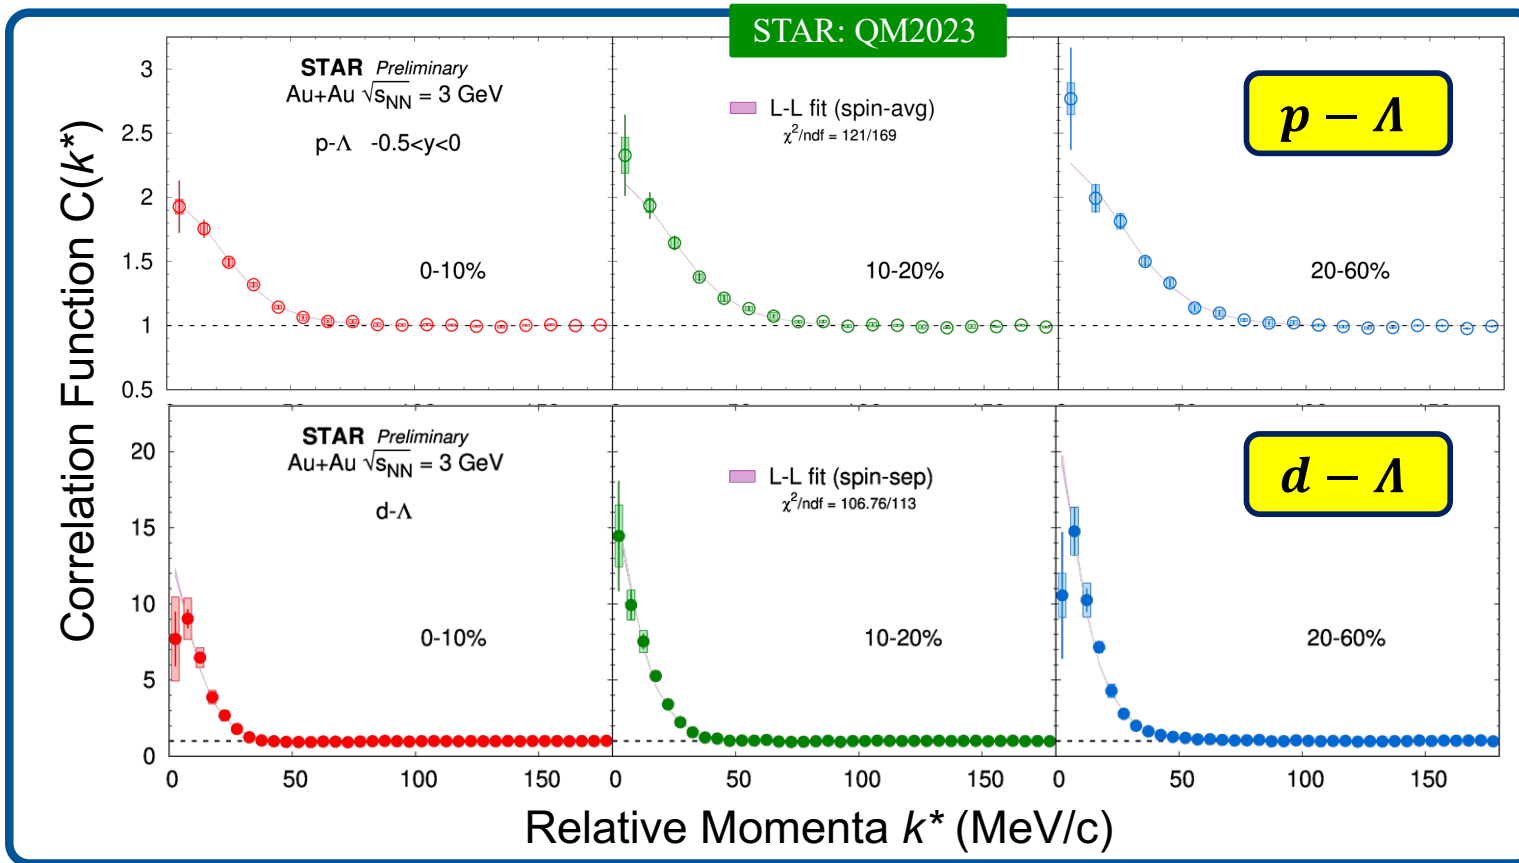 STAR: QM2023
Correlation Function C(k*)
3
2.5
2
1.5
1
0.5
STAR Preliminary
Au+Au √sNN = 3 GeV
p-Λ -0.5<y<0
0-10%
L-L fit (spin-avg)
χ²/ndf = 121/169
10-20%
p − Λ
20-60%
20
15
10
5
0
STAR Preliminary
Au+Au √sNN = 3 GeV
d-Λ
0-10%
L-L fit (spin-sep)
χ²/ndf = 106.76/113
10-20%
d − Λ
20-60%
0 50 100 150 0 50 100 150 0 50 100 150
Relative Momenta k* (MeV/c)